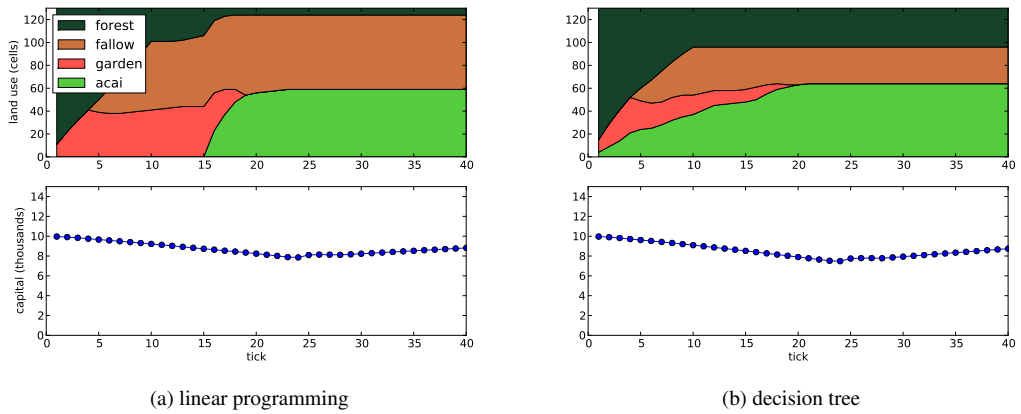 forest
fallow
garden
acai
land use (cells)
0 20 40 60 80 100 120
0 5 10 15 20 25 30 35 40
capital (thousands)
0 2 4 6 8 10 12 14
0 5 10 15 20 25 30 35 40
tick
(a) linear programming
0 20 40 60 80 100 120
0 5 10 15 20 25 30 35 40
0 2 4 6 8 10 12 14
0 5 10 15 20 25 30 35 40
tick
(b) decision tree